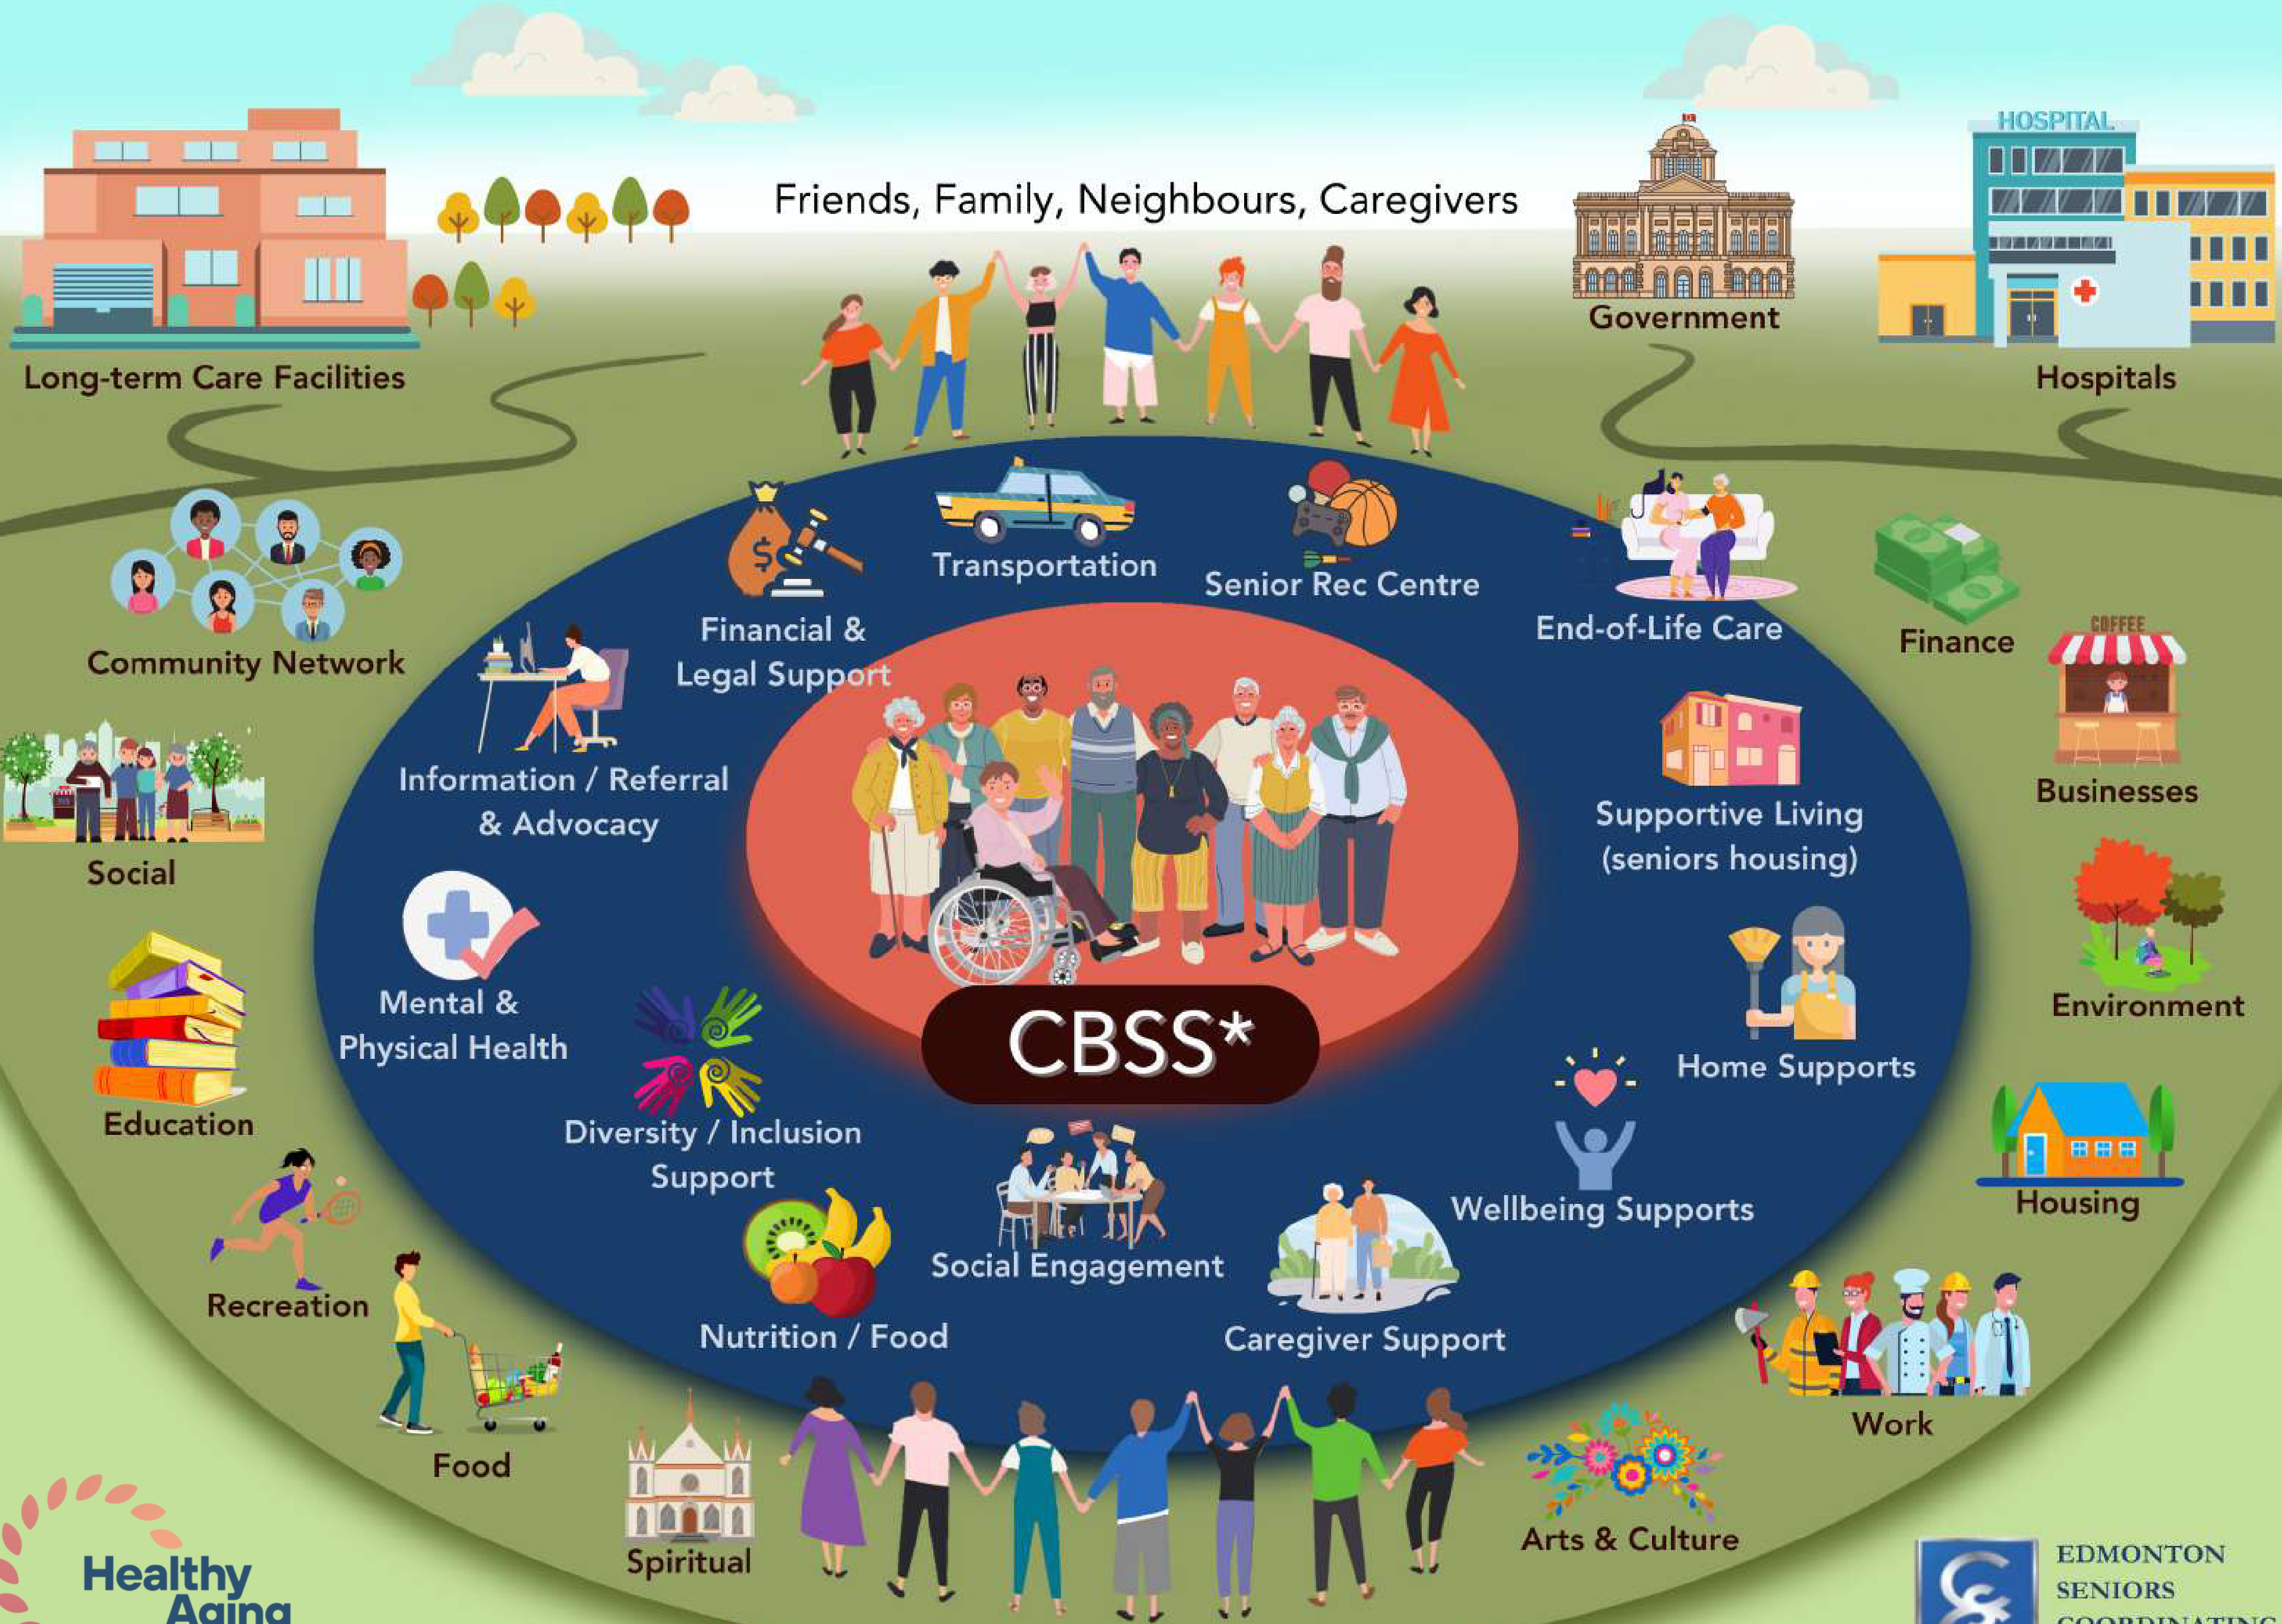 HOSPITAL
Friends, Family, Neighbours, Caregivers
Government
Long-term Care Facilities
Hospitals
Transportation
Senior Rec Centre
Financial &
Legal Support
End-of-Life Care
Finance
COFFEE
Community Network
Information / Referral
& Advocacy
Businesses
Supportive Living
(seniors housing)
Social
Mental &
Physical Health
Environment
CBSS*
Home Supports
Education
Diversity / Inclusion
Support
Wellbeing Supports
Housing
Social Engagement
Recreation
Nutrition / Food
Caregiver Support
Work
Food
Arts & Culture
Spiritual
Healthy
Aging
EDMONTON
SENIORS
COORDINATING